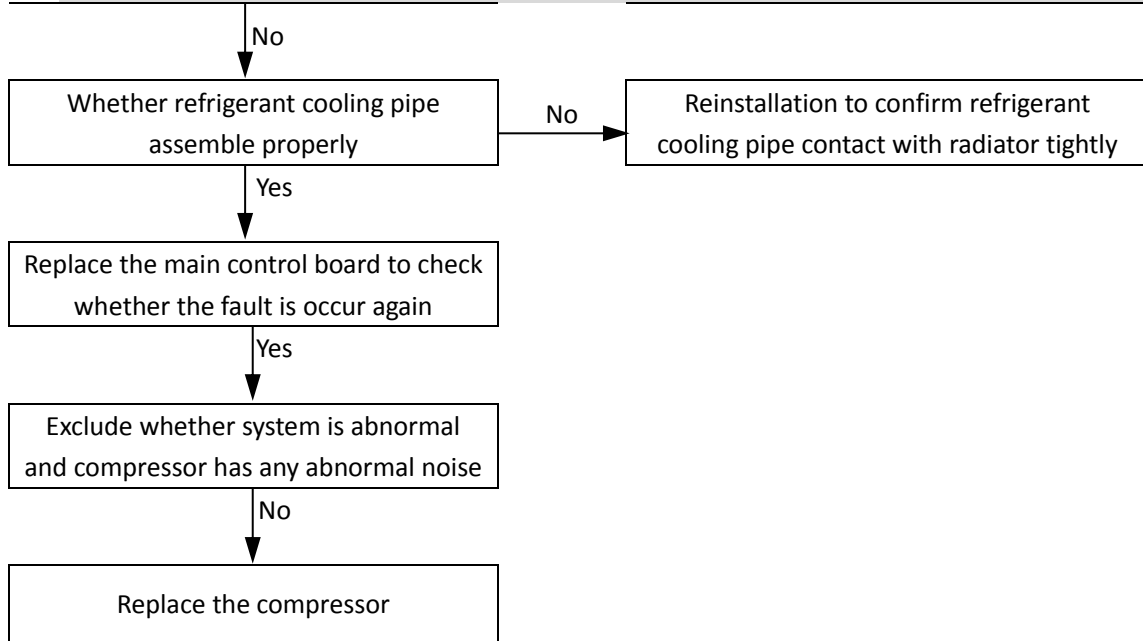 No
Whether refrigerant cooling pipe
assemble properly
No
Reinstallation to confirm refrigerant
cooling pipe contact with radiator tightly
Yes
Replace the main control board to check
whether the fault is occur again
Yes
Exclude whether system is abnormal
and compressor has any abnormal noise
No
Replace the compressor